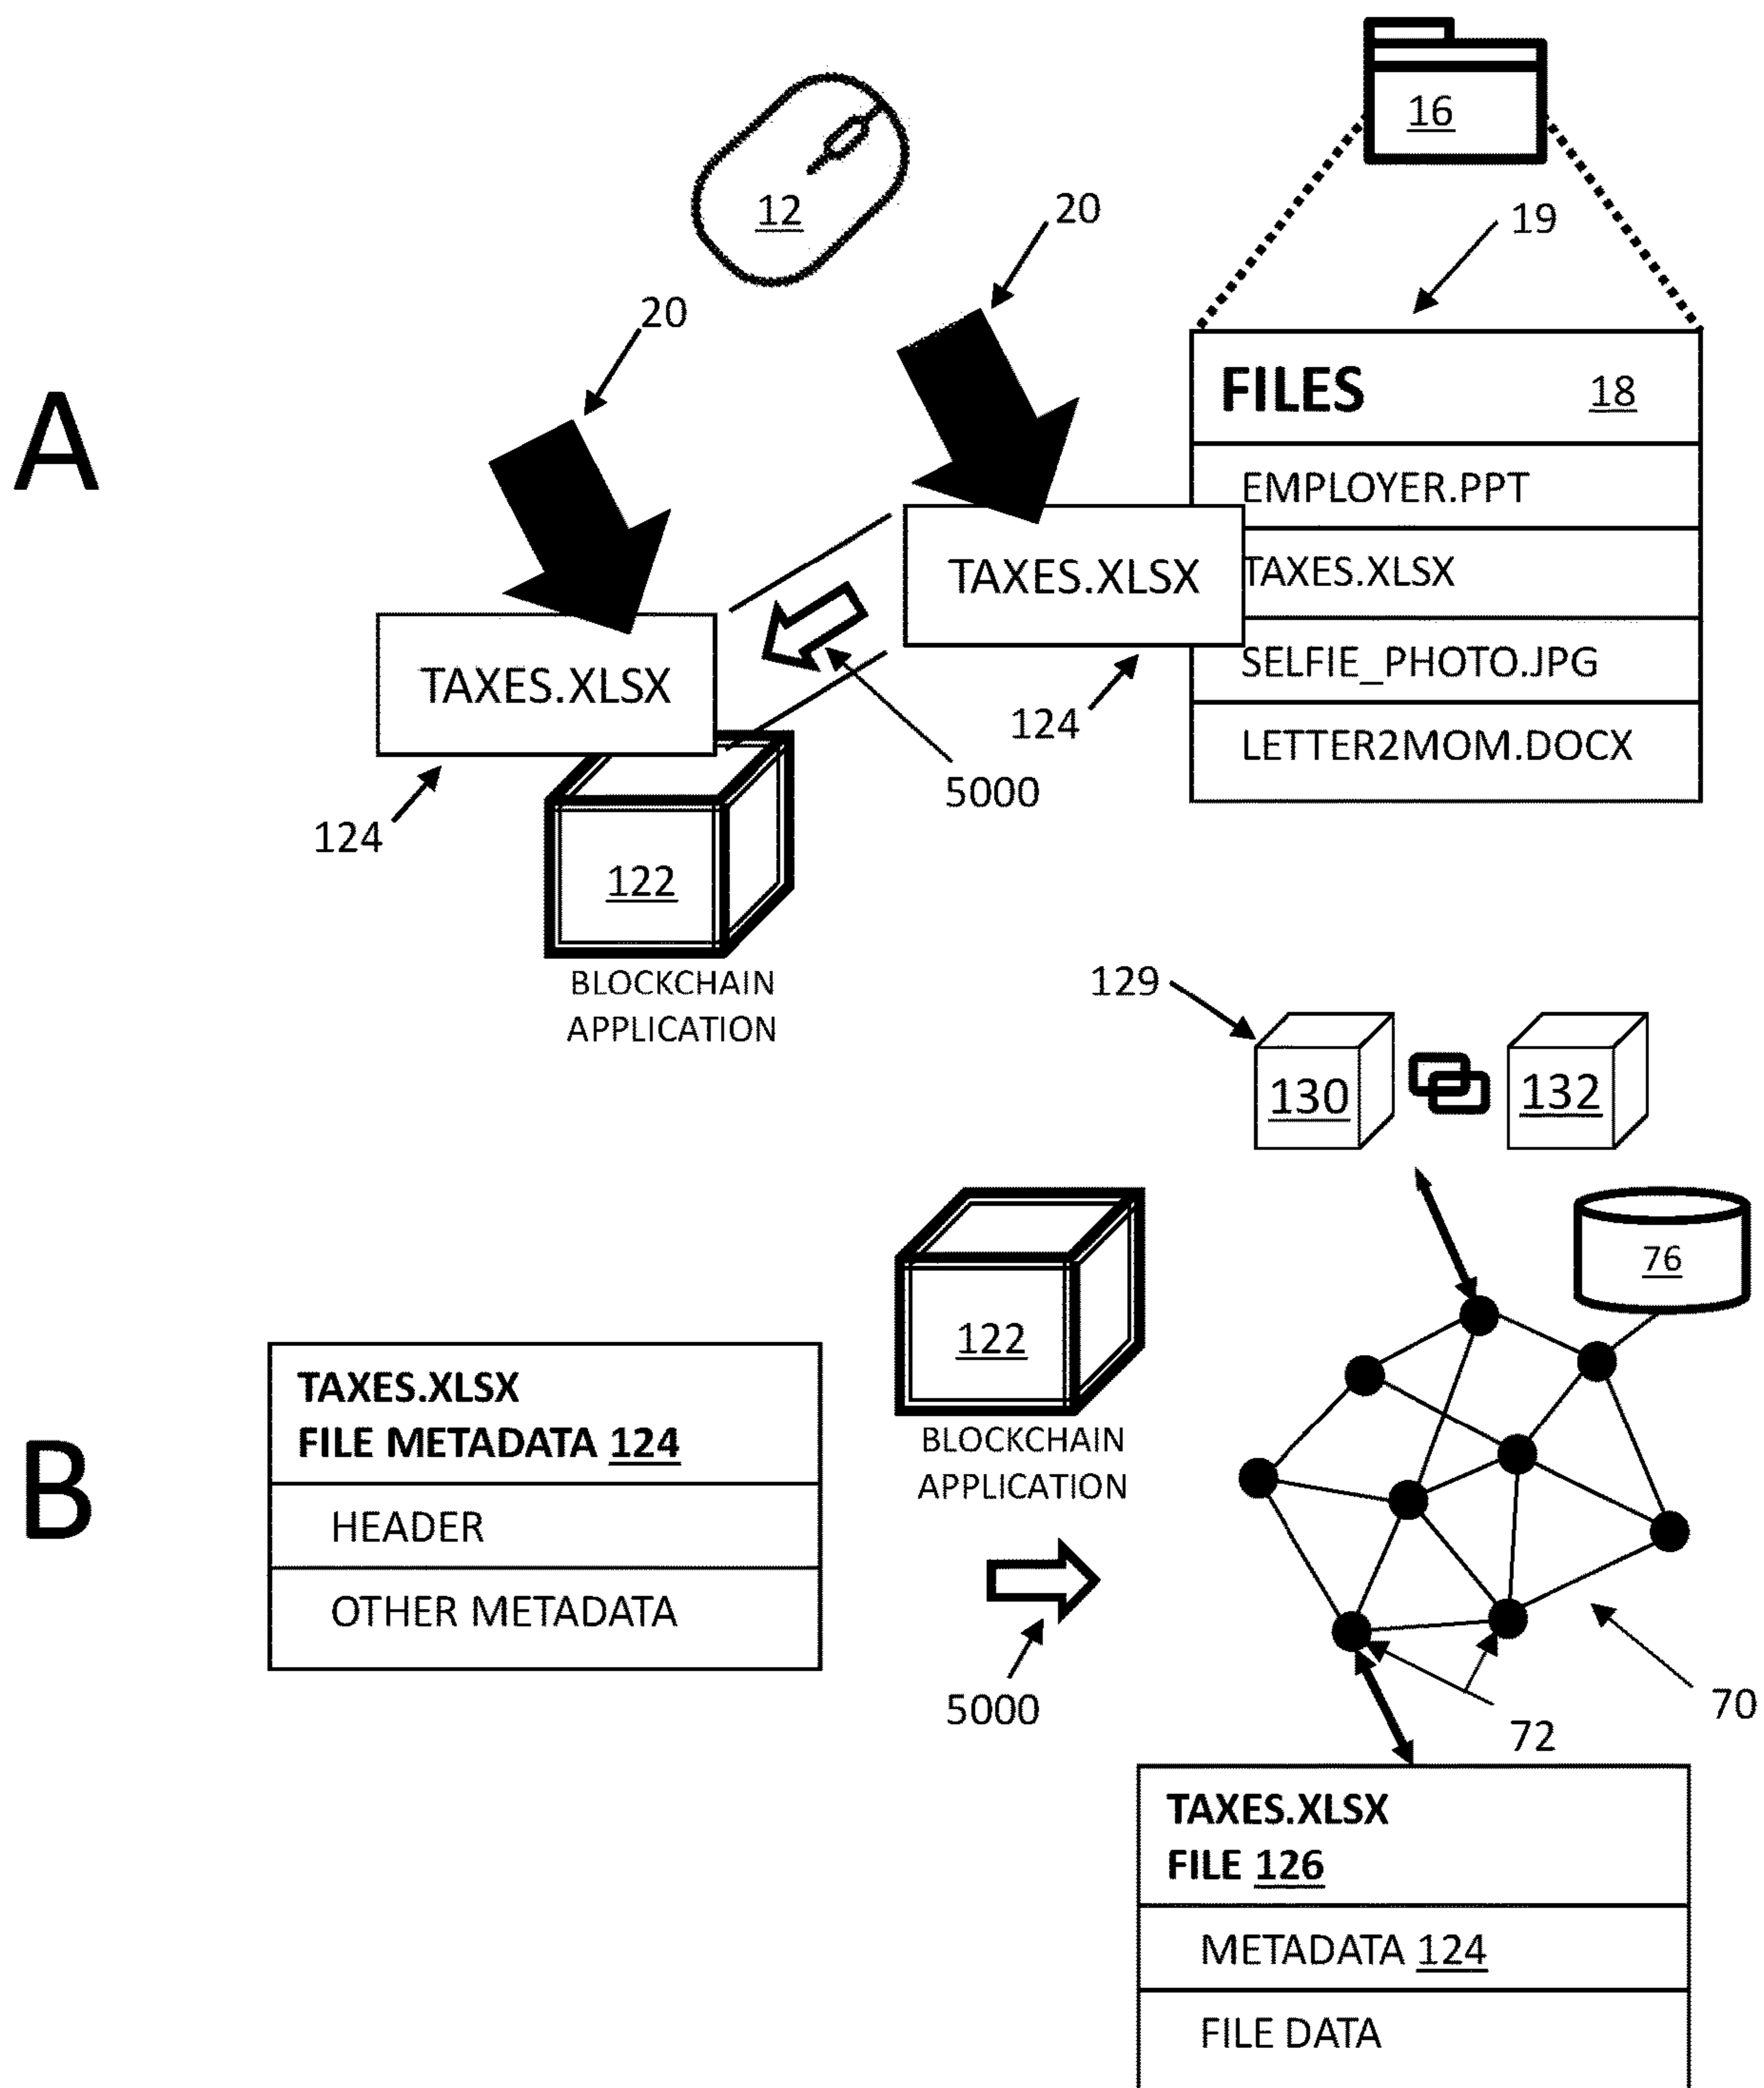 A
16
12
20
19
20
FILES 18
EMPLOYER.PPT
TAXES.XLSX
TAXES.XLSX
SELFIE_PHOTO.JPG
TAXES.XLSX
124
LETTER2MOM.DOCX
5000
124
122
BLOCKCHAIN
APPLICATION
129
130
132
B
122
76
BLOCKCHAIN
APPLICATION
TAXES.XLSX
FILE METADATA 124
HEADER
OTHER METADATA
5000
70
72
TAXES.XLSX
FILE 126
METADATA 124
FILE DATA